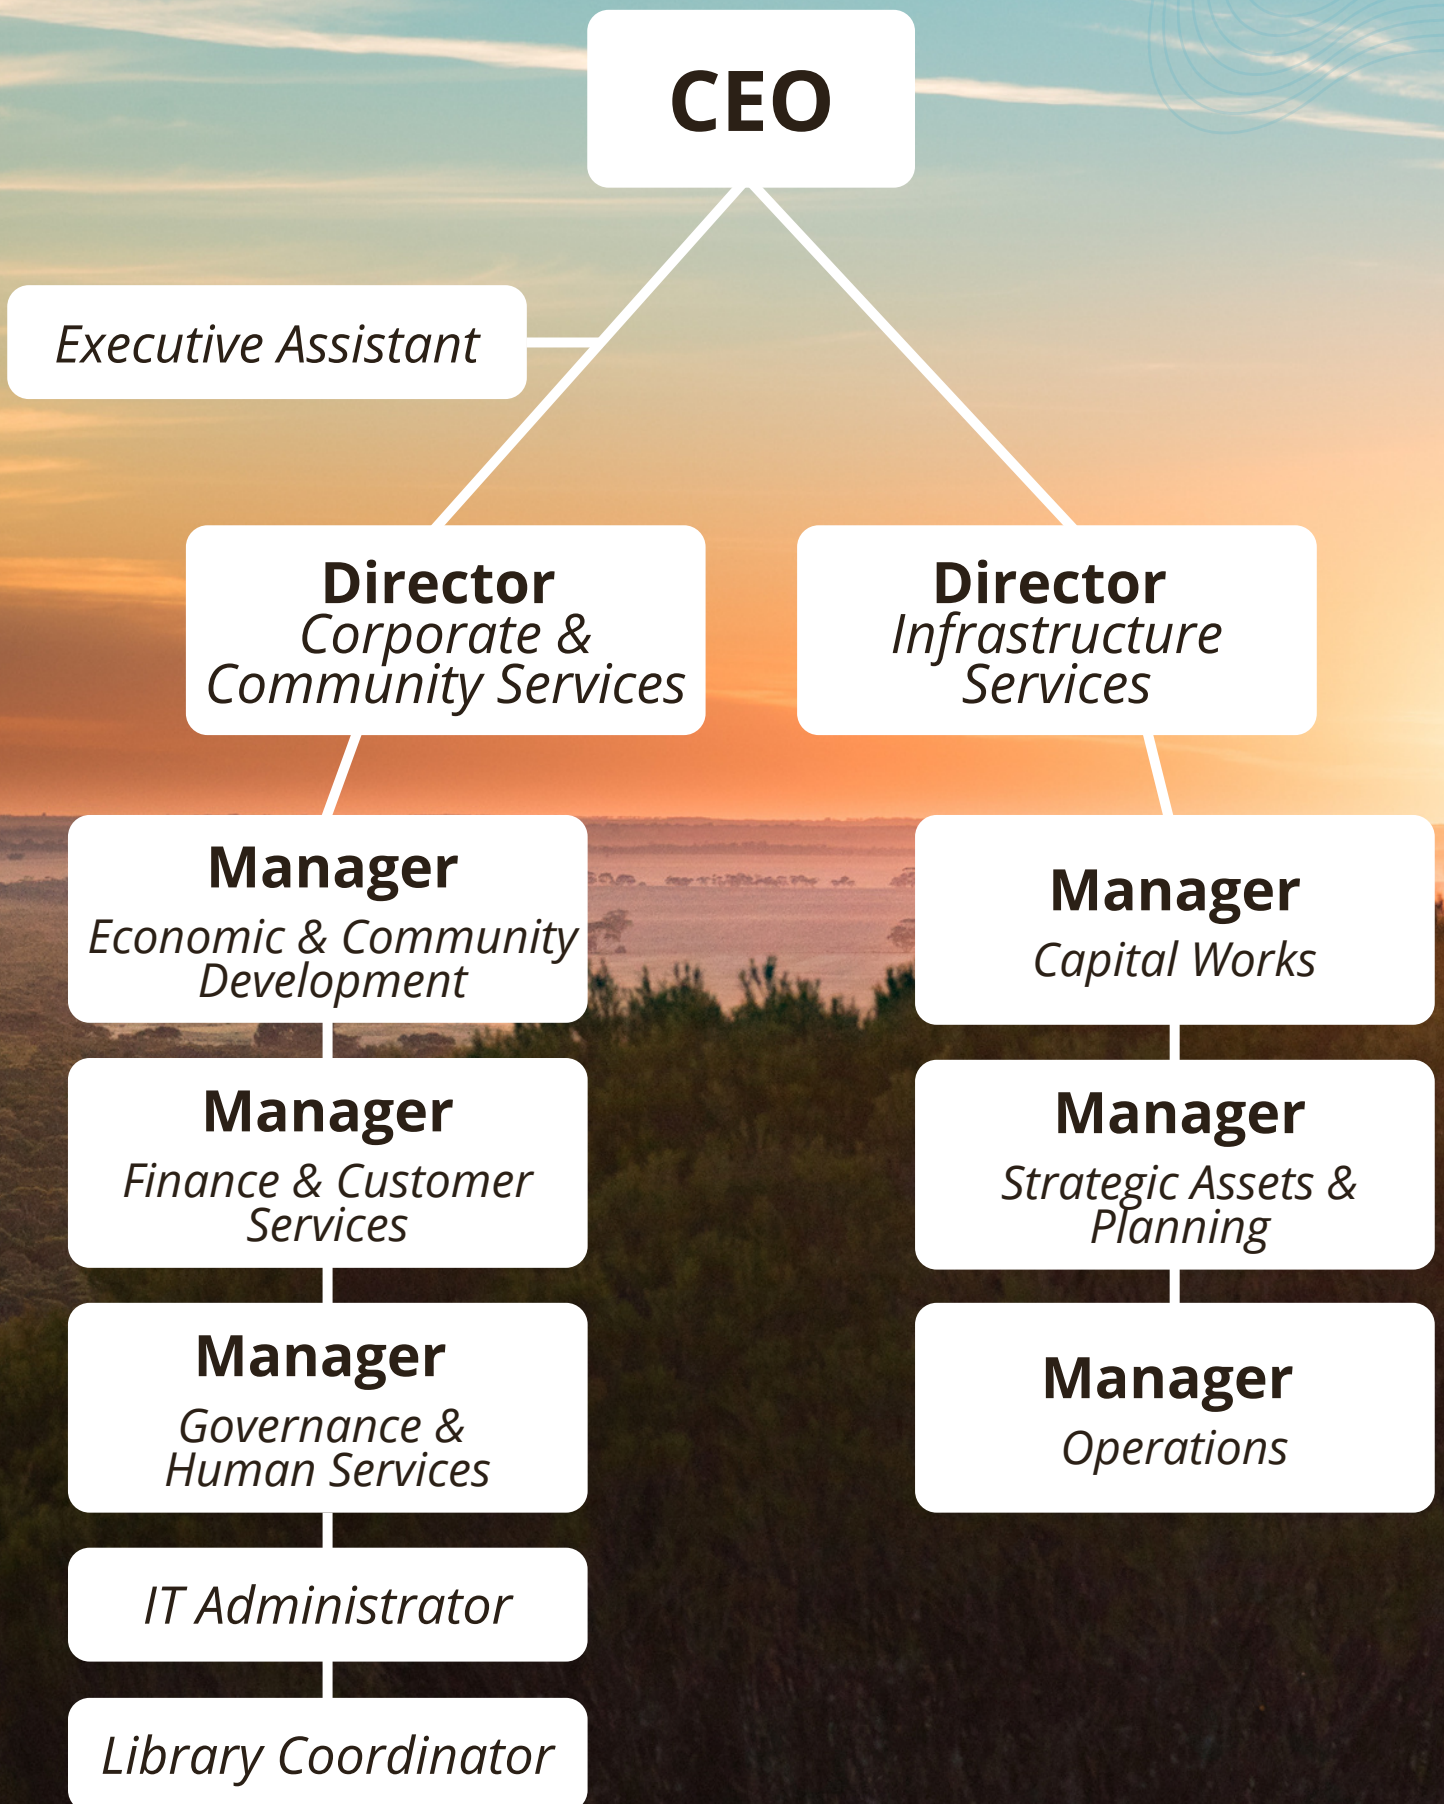 CEO
Executive Assistant
Director
Corporate &
Community Services
Director
Infrastructure
Services
Manager
Economic & Community
Development
Manager
Finance & Customer
Services
Manager
Governance &
Human Services
IT Administrator
Library Coordinator
Manager
Capital Works
Manager
Strategic Assets &
Planning
Manager
Operations